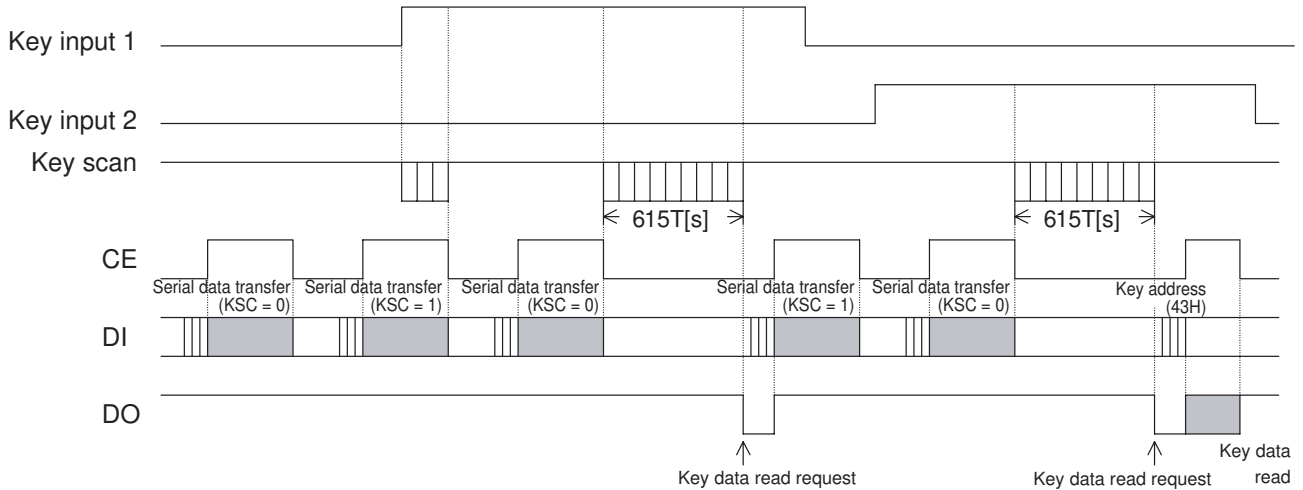 Key input 1
Key input 2
Key scan
615T[s]
615T[s]
CE
Serial data transfer
(KSC = 0)
Serial data transfer
(KSC = 1)
Serial data transfer
(KSC = 0)
Serial data transfer
(KSC = 1)
Serial data transfer
(KSC = 0)
Key address
(43H)
DI
DO
Key data read request
Key data read request
Key data
read